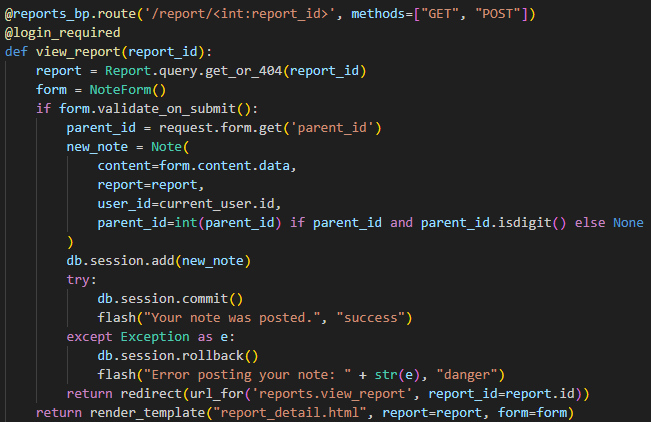 @reports_bp.route('/report/<int:report_id>', methods=["GET", "POST"])
@login_required
def view_report(report_id):
    report = Report.query.get_or_404(report_id)
    form = NoteForm()
    if form.validate_on_submit():
        parent_id = request.form.get('parent_id')
        new_note = Note(
            content=form.content.data,
            report=report,
            user_id=current_user.id,
            parent_id=int(parent_id) if parent_id and parent_id.isdigit() else None
        )
        db.session.add(new_note)
        try:
            db.session.commit()
            flash("Your note was posted.", "success")
        except Exception as e:
            db.session.rollback()
            flash("Error posting your note: " + str(e), "danger")
        return redirect(url_for('reports.view_report', report_id=report.id))
    return render_template("report_detail.html", report=report, form=form)